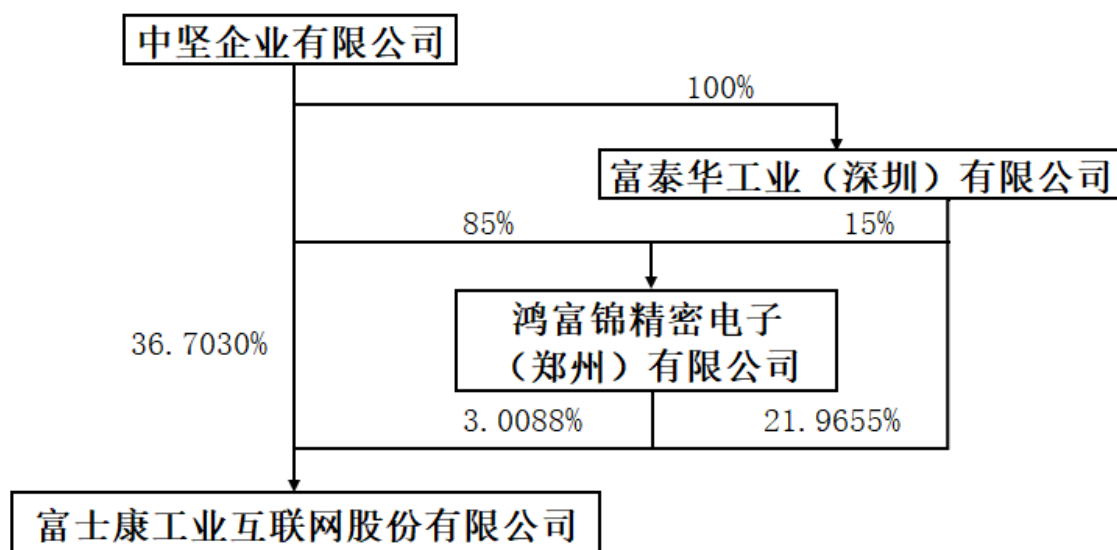 中坚企业有限公司
100%
富泰华工业（深圳）有限公司
85%
15%
鸿富锦精密电子
（郑州）有限公司
36.7030%
3.0088%
21.9655%
富士康工业互联网股份有限公司